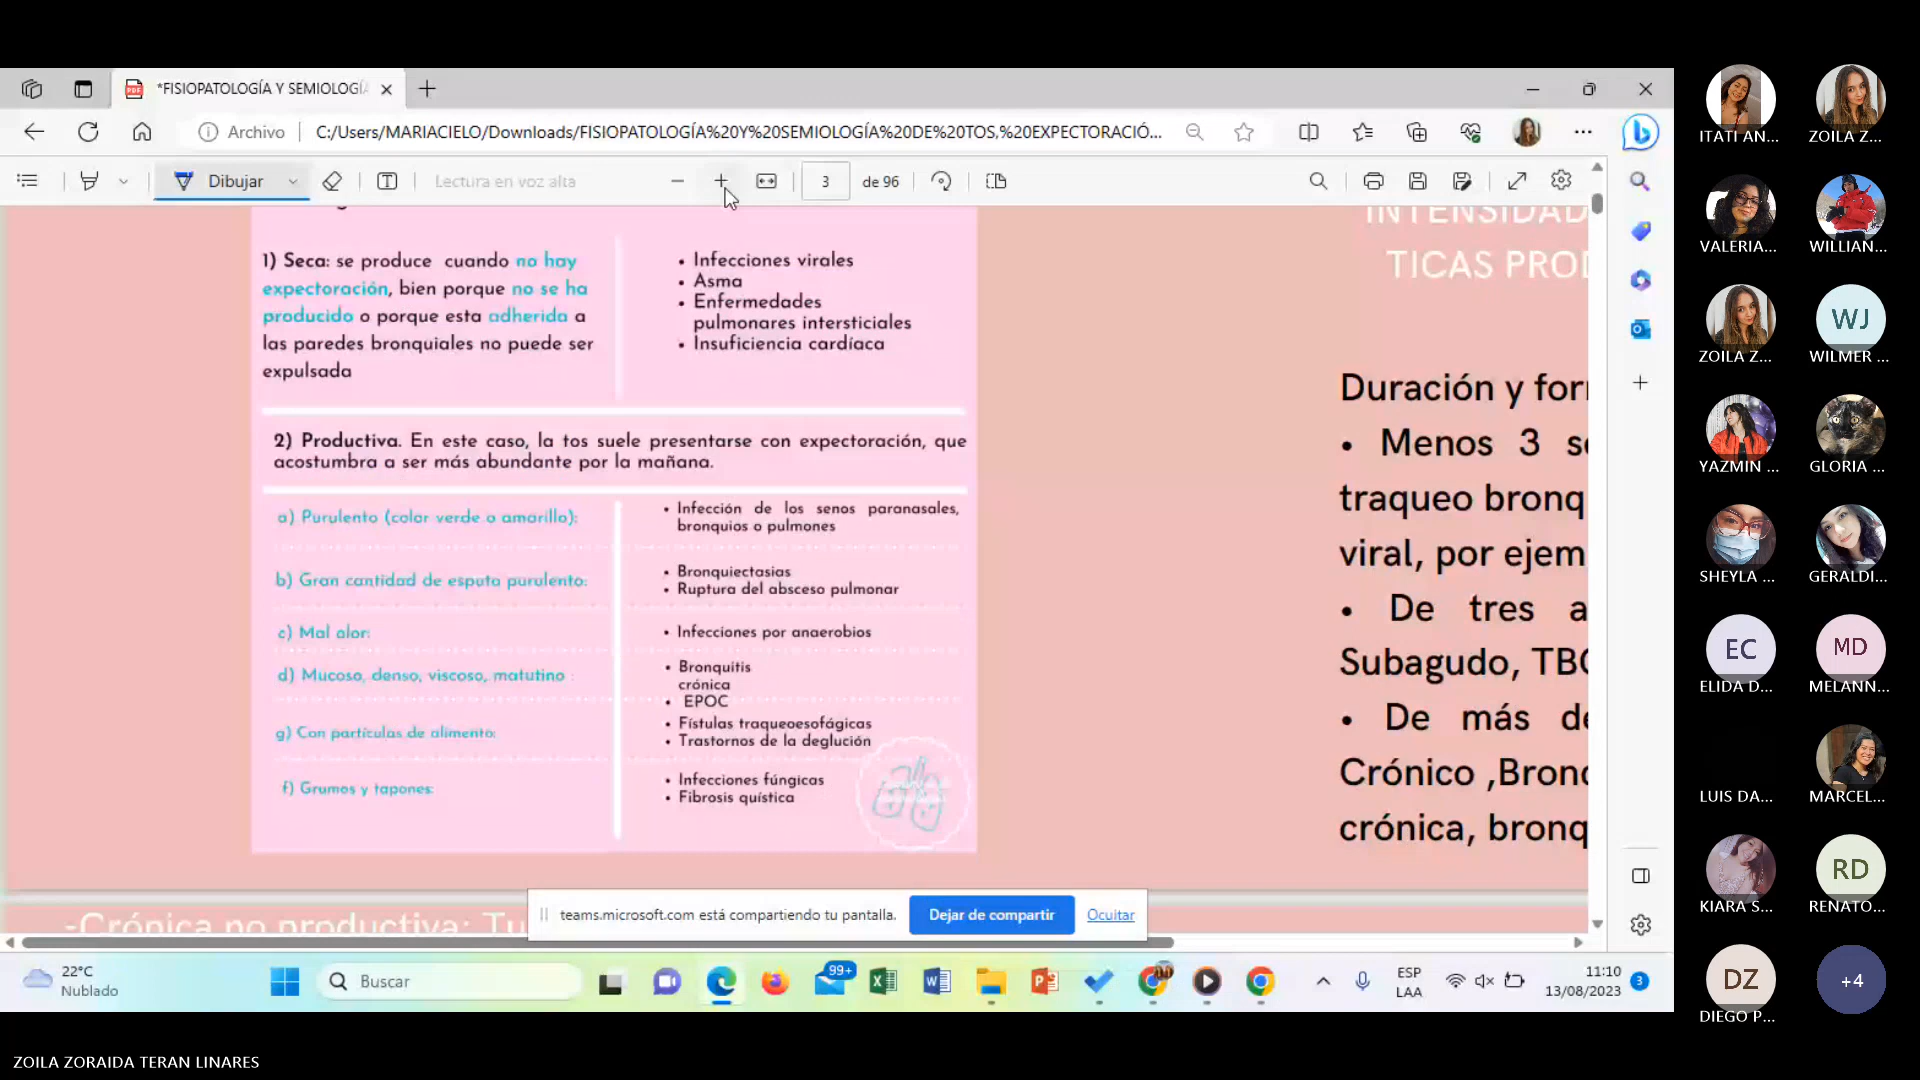 *FISIOPATOLOGÍA Y SEMIOLOGÍA
Archivo
C:/Users/MARIACIELO/Downloads/FISIOPATOLOGÍA%20Y%20SEMIOLOGÍA%20DE%20TOS,%20EXPECTORACIÓ...
Dibujar
Lectura en voz alta
3
de 96
1) Seca: se produce cuando no hay
expectoración, bien porque no se ha
producido o porque esta adherida a
las paredes bronquiales no puede ser
expulsada
• Infecciones virales
• Asma
• Enfermedades
pulmonares intersticiales
• Insuficiencia cardíaca
2) Productiva. En este caso, la tos suele presentarse con expectoración, que
acostumbra a ser más abundante por la mañana.
a) Purulento (color verde o amarillo):
• Infección de los senos paranasales,
bronquios o pulmones
b) Gran cantidad de esputo purulento:
• Bronquiectasias
• Ruptura del absceso pulmonar
c) Mal olor:
• Infecciones por anaerobios
d) Mucoso, denso, viscoso, matutino :
• Bronquitis
crónica
• EPOC
g) Con partículas de alimento:
• Fístulas traqueoesofágicas
• Trastornos de la deglución
f) Grumos y tapones:
• Infecciones fúngicas
• Fibrosis quística
INTENSIDAD
TICAS PROD
Duración y for
• Menos 3 s
traqueo bronq
viral, por ejem
• De tres a
Subagudo, TBC
• De más de
Crónico ,Bronc
crónica, bronq
-Crónica no productiva: Tu
teams.microsoft.com está compartiendo tu pantalla.
Dejar de compartir
Ocultar
22°C
Nublado
Buscar
99+
ESP
LAA
11:10
13/08/2023
3
ITATI AN...
ZOILA Z...
VALERIA...
WILLIAN...
ZOILA Z...
WJ
WILMER ...
YAZMIN ...
GLORIA ...
SHEYLA ...
GERALDI...
EC
ELIDA D...
MD
MELANN...
LUIS DA...
MARCEL...
KIARA S...
RD
RENATO...
DZ
DIEGO P...
+4
ZOILA ZORAIDA TERAN LINARES